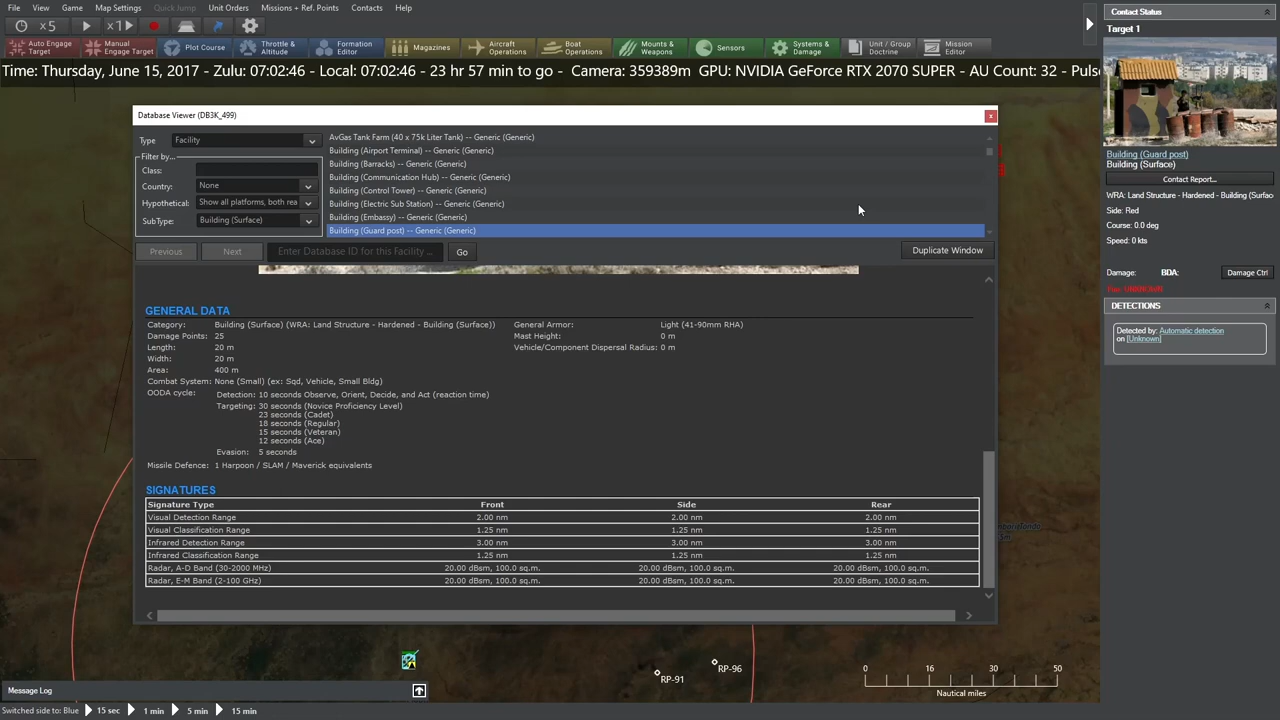 File View Game Map Settings Quick Jump Unit Orders Missions + Ref. Points Contacts Help
x5 x1
Auto Engage Target Manual Engage Target Plot Course Throttle & Altitude Formation Editor Magazines Aircraft Operations Boat Operations Mounts & Weapons Sensors Systems & Damage Unit / Group Doctrine Mission Editor
Time: Thursday, June 15, 2017 - Zulu: 07:02:46 - Local: 07:02:46 - 23 hr 57 min to go - Camera: 359389m GPU: NVIDIA GeForce RTX 2070 SUPER - AU Count: 32 - Puls
Database Viewer (DB3K_499)
x
Type Facility
Filter by...
Class:
Country: None
Hypothetical: Show all platforms, both rea
SubType: Building (Surface)
AvGas Tank Farm (40 x 75k Liter Tank) -- Generic (Generic)
Building (Airport Terminal) -- Generic (Generic)
Building (Barracks) -- Generic (Generic)
Building (Communication Hub) -- Generic (Generic)
Building (Control Tower) -- Generic (Generic)
Building (Electric Sub Station) -- Generic (Generic)
Building (Embassy) -- Generic (Generic)
Building (Guard post) -- Generic (Generic)
Previous Next Enter Database ID for this Facility ... Go Duplicate Window
GENERAL DATA
Category: Building (Surface) (WRA: Land Structure - Hardened - Building (Surface)) General Armor: Light (41-90mm RHA)
Damage Points: 25 Mast Height: 0 m
Length: 20 m Vehicle/Component Dispersal Radius: 0 m
Width: 20 m
Area: 400 m
Combat System: None (Small) (ex: Sqd, Vehicle, Small Bldg)
OODA cycle: Detection: 10 seconds Observe, Orient, Decide, and Act (reaction time)
Targeting: 30 seconds (Novice Proficiency Level)
23 seconds (Cadet)
18 seconds (Regular)
15 seconds (Veteran)
12 seconds (Ace)
Evasion: 5 seconds
Missile Defence: 1 Harpoon / SLAM / Maverick equivalents
SIGNATURES
Signature Type Front Side Rear
Visual Detection Range 2.00 nm 2.00 nm 2.00 nm
Visual Classification Range 1.25 nm 1.25 nm 1.25 nm
Infrared Detection Range 3.00 nm 3.00 nm 3.00 nm
Infrared Classification Range 1.25 nm 1.25 nm 1.25 nm
Radar, A-D Band (30-2000 MHz) 20.00 dBsm, 100.0 sq.m. 20.00 dBsm, 100.0 sq.m. 20.00 dBsm, 100.0 sq.m.
Radar, E-M Band (2-100 GHz) 20.00 dBsm, 100.0 sq.m. 20.00 dBsm, 100.0 sq.m. 20.00 dBsm, 100.0 sq.m.
RP-96
RP-91
0 16 30 50
Nautical miles
Message Log
Switched side to: Blue 15 sec 1 min 5 min 15 min
Contact Status
Target 1
Building (Guard post)
Building (Surface)
Contact Report...
WRA: Land Structure - Hardened - Building (Surfac
Side: Red
Course: 0.0 deg
Speed: 0 kts
Damage: BDA: Damage Ctrl
DETECTIONS
Detected by: Automatic detection
on [Unknown]